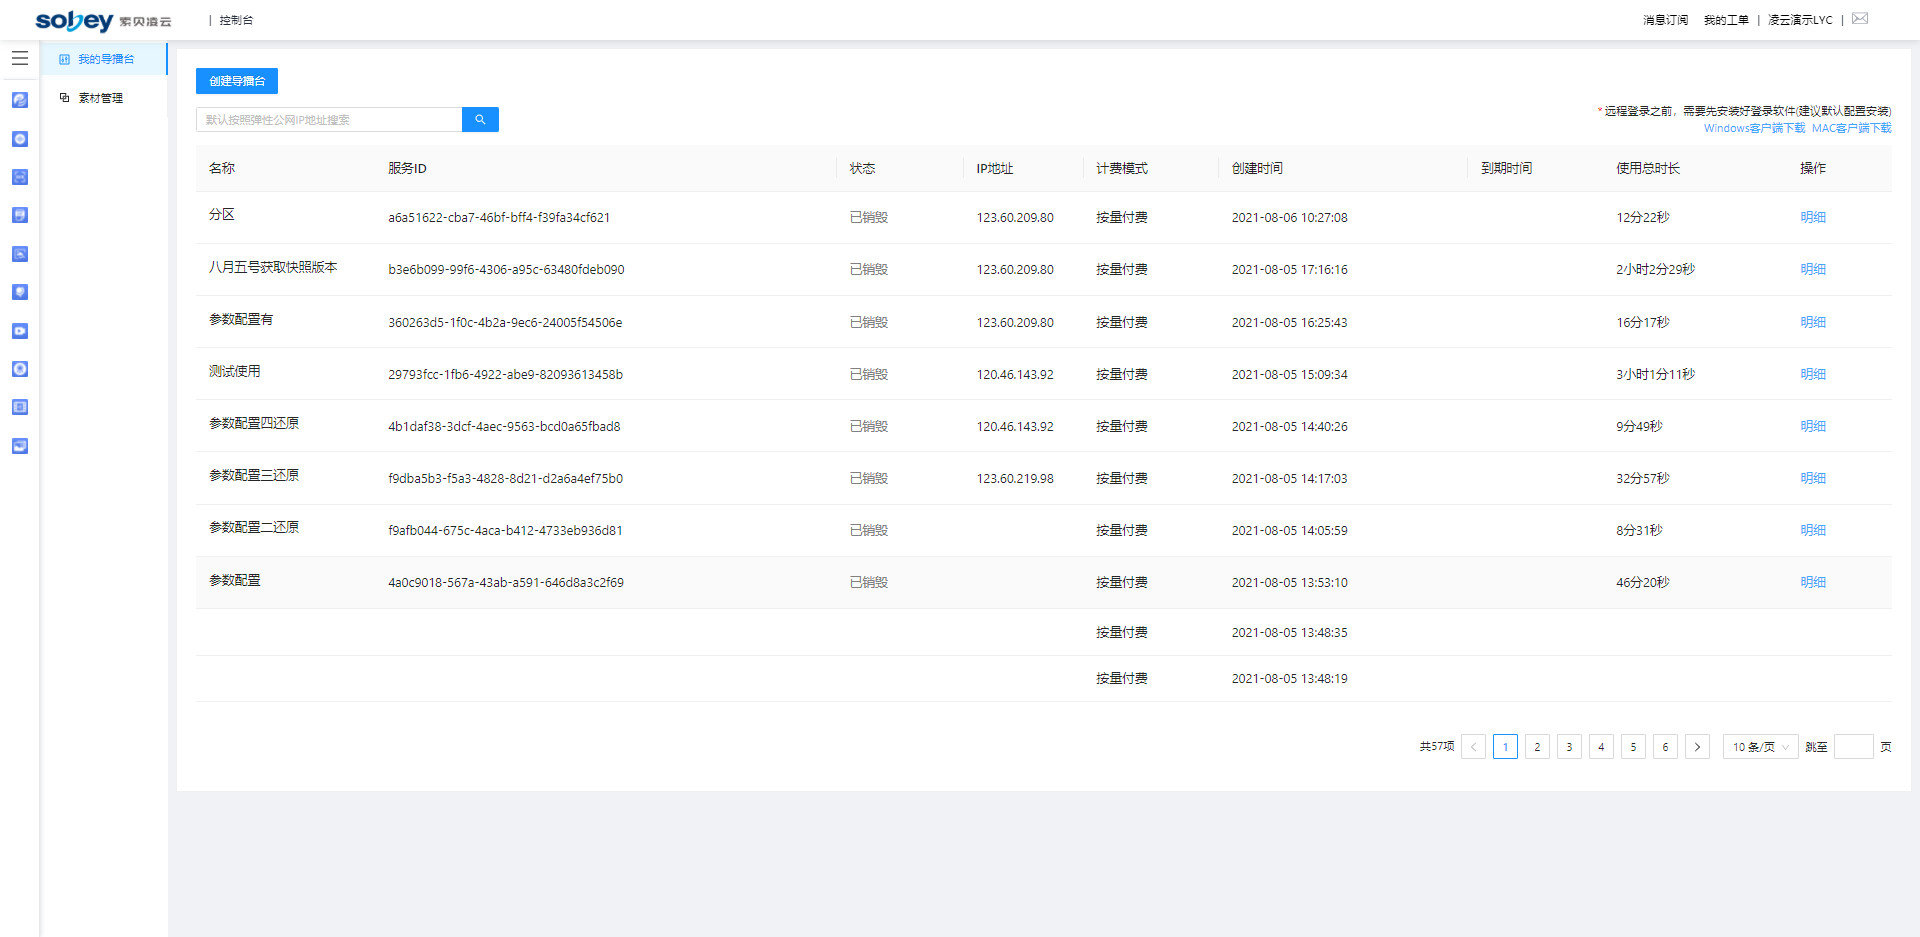 sobey 索贝凌云 | 控制台 消息订阅 我的工单 | 凌云演示LYC |
我的导播台
素材管理
创建导播台
默认按照弹性公网IP地址搜索
*远程登录之前，需要先安装好登录软件(建议默认配置安装)
Windows客户端下载 MAC客户端下载
名称 服务ID 状态 IP地址 计费模式 创建时间 到期时间 使用总时长 操作
分区 a6a51622-cba7-46bf-bff4-f39fa34cf621 已销毁 123.60.209.80 按量付费 2021-08-06 10:27:08 12分22秒 明细
八月五号获取快照版本 b3e6b099-99f6-4306-a95c-63480fdeb090 已销毁 123.60.209.80 按量付费 2021-08-05 17:16:16 2小时2分29秒 明细
参数配置有 360263d5-1f0c-4b2a-9ec6-24005f54506e 已销毁 123.60.209.80 按量付费 2021-08-05 16:25:43 16分17秒 明细
测试使用 29793fcc-1fb6-4922-abe9-82093613458b 已销毁 120.46.143.92 按量付费 2021-08-05 15:09:34 3小时1分11秒 明细
参数配置四还原 4b1daf38-3dcf-4aec-9563-bcd0a65fbad8 已销毁 120.46.143.92 按量付费 2021-08-05 14:40:26 9分49秒 明细
参数配置三还原 f9dba5b3-f5a3-4828-8d21-d2a6a4ef75b0 已销毁 123.60.219.98 按量付费 2021-08-05 14:17:03 32分57秒 明细
参数配置二还原 f9afb044-675c-4aca-b412-4733eb936d81 已销毁 按量付费 2021-08-05 14:05:59 8分31秒 明细
参数配置 4a0c9018-567a-43ab-a591-646d8a3c2f69 已销毁 按量付费 2021-08-05 13:53:10 46分20秒 明细
按量付费 2021-08-05 13:48:35
按量付费 2021-08-05 13:48:19
共57项 < 1 2 3 4 5 6 > 10 条/页 跳至 页